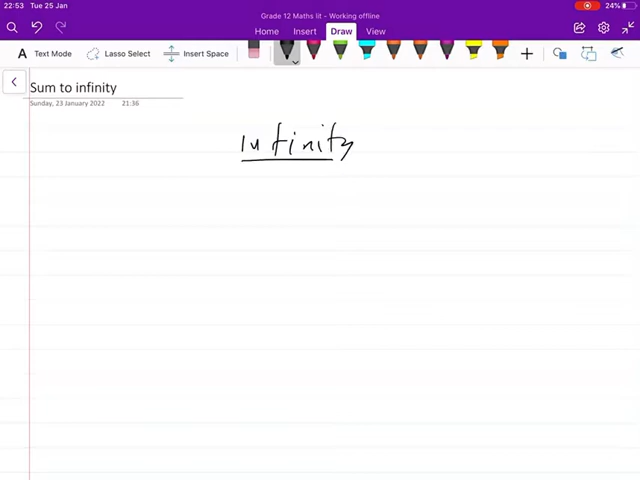 22:53 Tue 25 Jan 24%
Grade 12 Maths lit - Working offline
Home Insert Draw View
A Text Mode Lasso Select Insert Space
Sum to infinity
Sunday, 23 January 2022 21:36
infinity